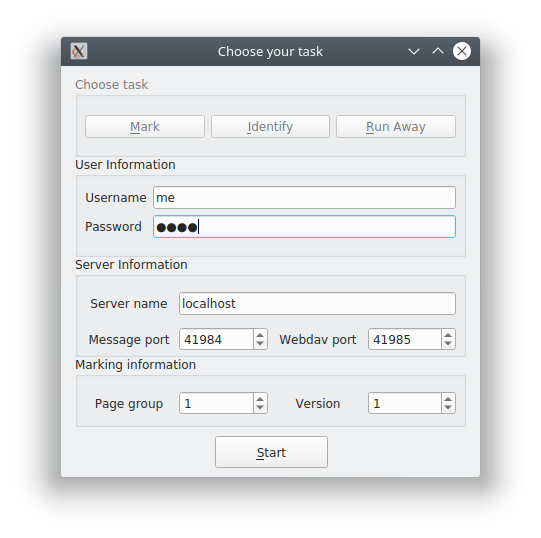 Choose your task
Choose task
Mark Identify Run Away
User Information
Username me
Password ●●●●
Server Information
Server name localhost
Message port 41984 Webdav port 41985
Marking information
Page group 1 Version 1
Start